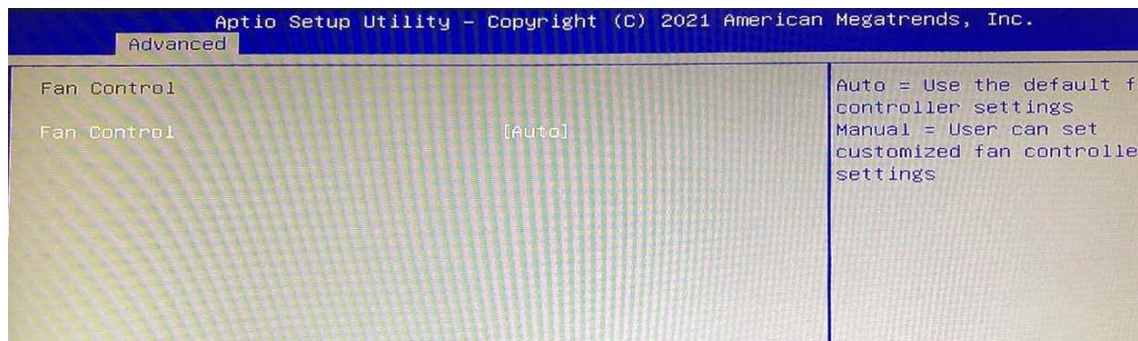 Aptio Setup Utility – Copyright (C) 2021 American Megatrends, Inc.
Advanced
Fan Control
Fan Control [Auto]
Auto = Use the default f
controller settings
Manual = User can set
customized fan controlle
settings